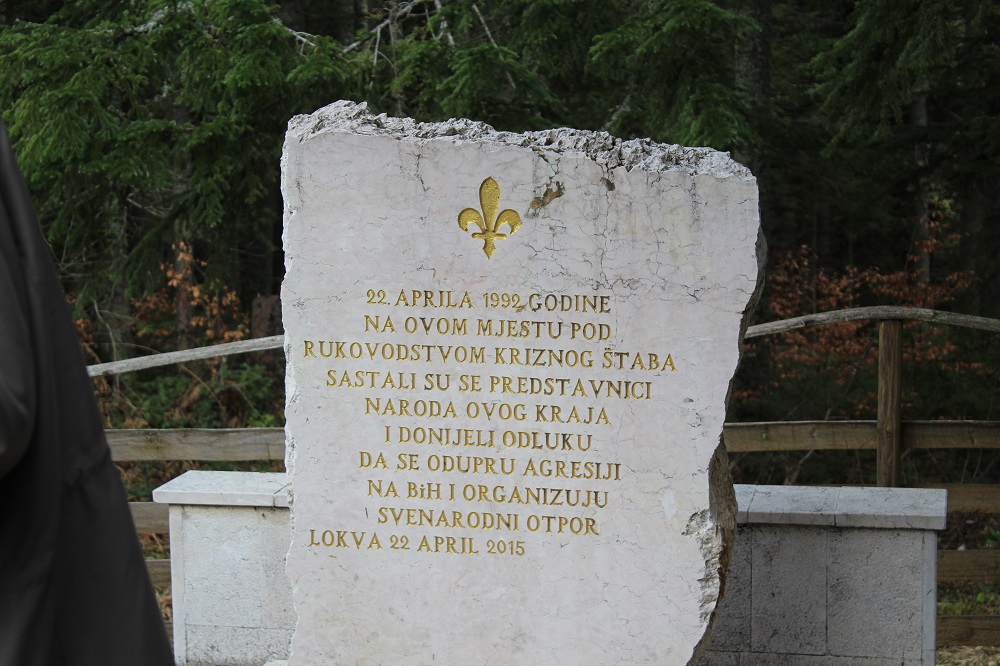 22. APRILA 1992. GODINE
NA OVOM MJESTU POD
RUKOVODSTVOM KRIZNOG ŠTABA
SASTALI SU SE PREDSTAVNICI
NARODA OVOG KRAJA
I DONIJELI ODLUKU
DA SE ODUPRU AGRESIJI
NA BiH I ORGANIZUJU
SVENARODNI OTPOR
LOKVA 22 APRIL 2015